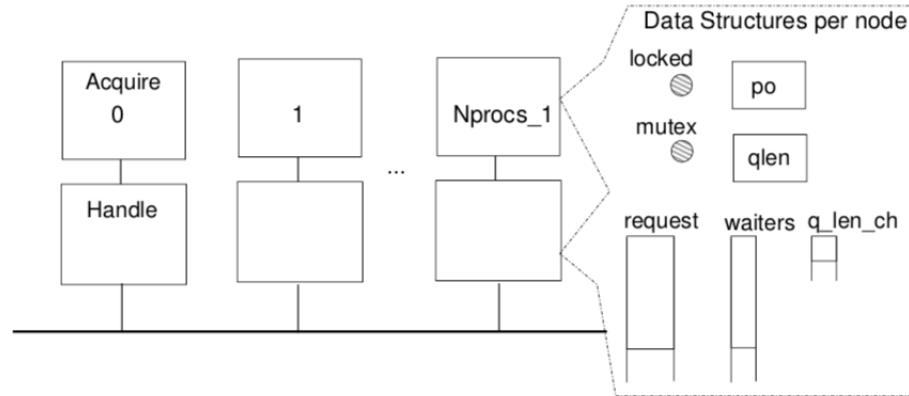 Data Structures per node
locked
po
mutex
qlen
Acquire
0
1
Nprocs_1
...
Handle
request
waiters
q_len_ch